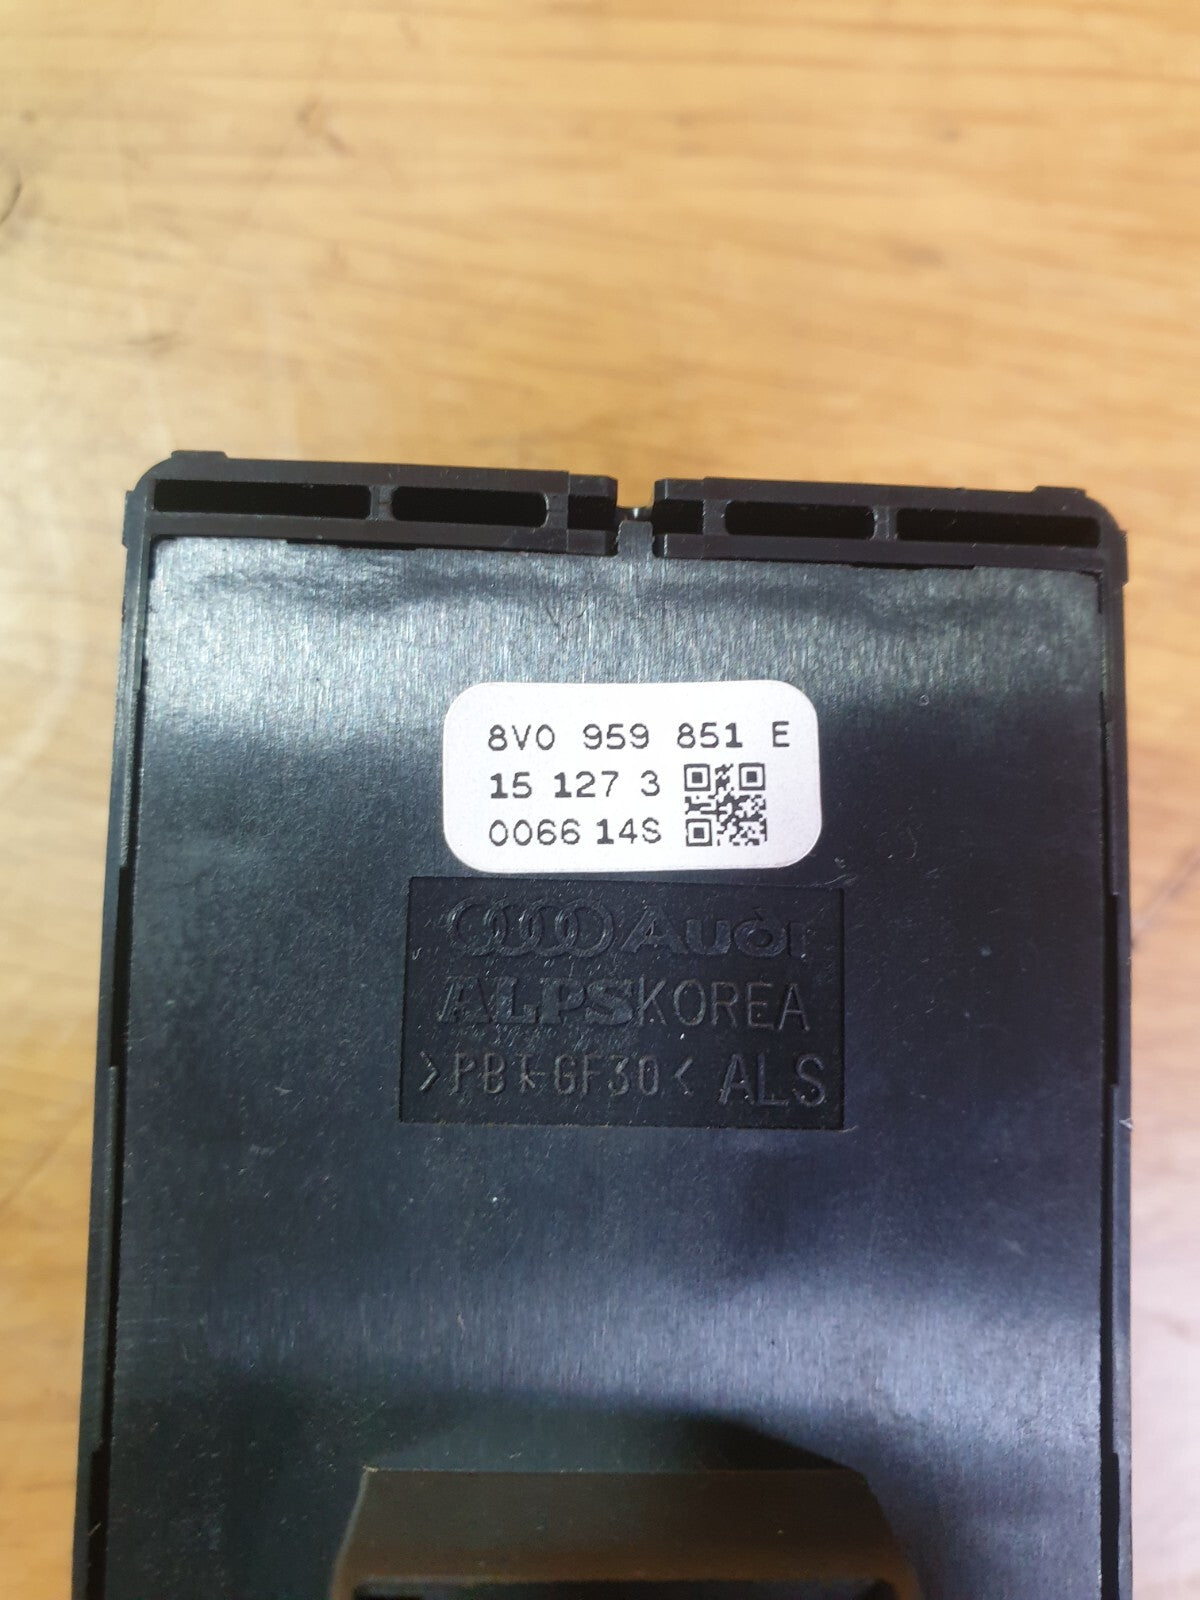 8V0 959 851 E
15 127 3
0066 14S
Audi
ALPSKOREA
>PBT-GF30< ALS